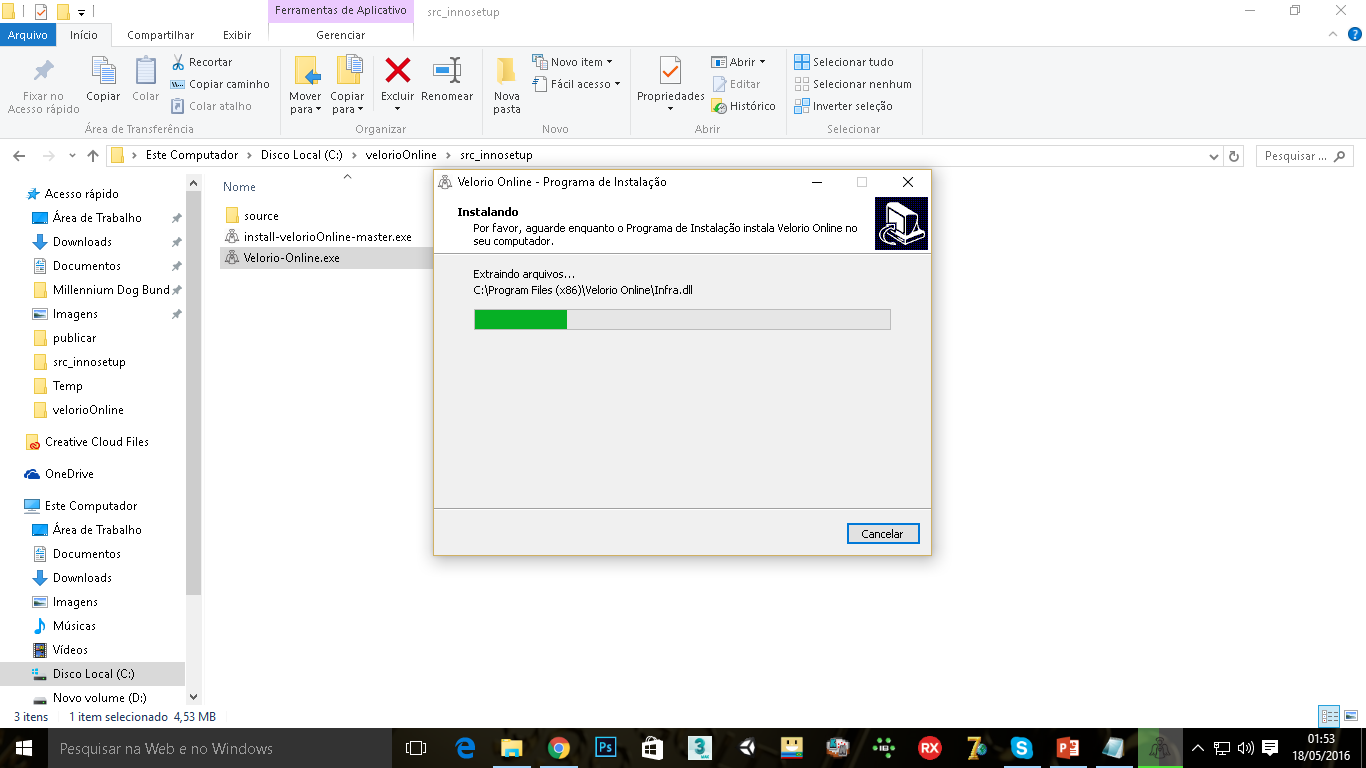 Ferramentas de Aplicativo
src_innosetup
Arquivo
Início
Compartilhar
Exibir
Gerenciar
Fixar no
Acesso rápido
Copiar
Colar
Recortar
Copiar caminho
Colar atalho
Área de Transferência
Mover
para
Copiar
para
Excluir
Renomear
Organizar
Nova
pasta
Novo item
Fácil acesso
Novo
Propriedades
Abrir
Editar
Histórico
Abrir
Selecionar tudo
Selecionar nenhum
Inverter seleção
Selecionar
Este Computador
Disco Local (C:)
velorioOnline
src_innosetup
Pesquisar ...
Acesso rápido
Área de Trabalho
Downloads
Documentos
Millennium Dog Bund
Imagens
publicar
src_innosetup
Temp
velorioOnline
Creative Cloud Files
OneDrive
Este Computador
Área de Trabalho
Documentos
Downloads
Imagens
Músicas
Vídeos
Disco Local (C:)
Novo volume (D:)
Nome
source
install-velorioOnline-master.exe
Velorio-Online.exe
Velorio Online - Programa de Instalação
Instalando
Por favor, aguarde enquanto o Programa de Instalação instala Velorio Online no
seu computador.
Extraindo arquivos...
C:\Program Files (x86)\Velorio Online\Infra.dll
Cancelar
3 itens
1 item selecionado 4,53 MB
Pesquisar na Web e no Windows
Ps
3
MAX
RX
7
01:53
18/05/2016